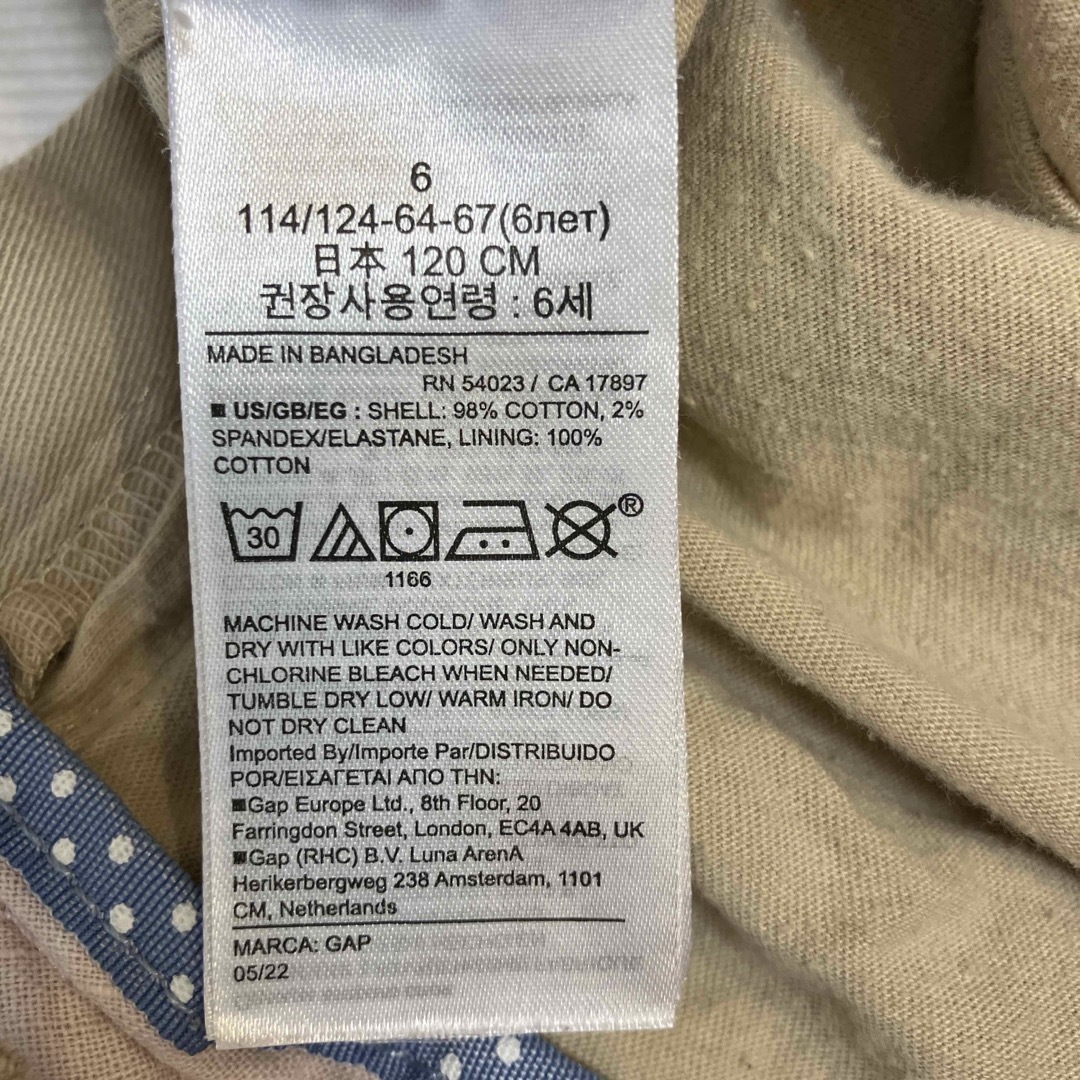 6
114/124-64-67(6лет)
日本 120 CM
권장사용연령 : 6세
MADE IN BANGLADESH
RN 54023 / CA 17897
■ US/GB/EG : SHELL: 98% COTTON, 2%
SPANDEX/ELASTANE, LINING: 100%
COTTON
30
®
1166
MACHINE WASH COLD/ WASH AND
DRY WITH LIKE COLORS/ ONLY NON-
CHLORINE BLEACH WHEN NEEDED/
TUMBLE DRY LOW/ WARM IRON/ DO
NOT DRY CLEAN
Imported By/Importe Par/DISTRIBUIDO
POR/ΕΙΣΑΓΕΤΑΙ ΑΠΟ ΤΗΝ:
■Gap Europe Ltd., 8th Floor, 20
Farringdon Street, London, EC4A 4AB, UK
■Gap (RHC) B.V. Luna ArenA
Herikerbergweg 238 Amsterdam, 1101
CM, Netherlands
MARCA: GAP
05/22